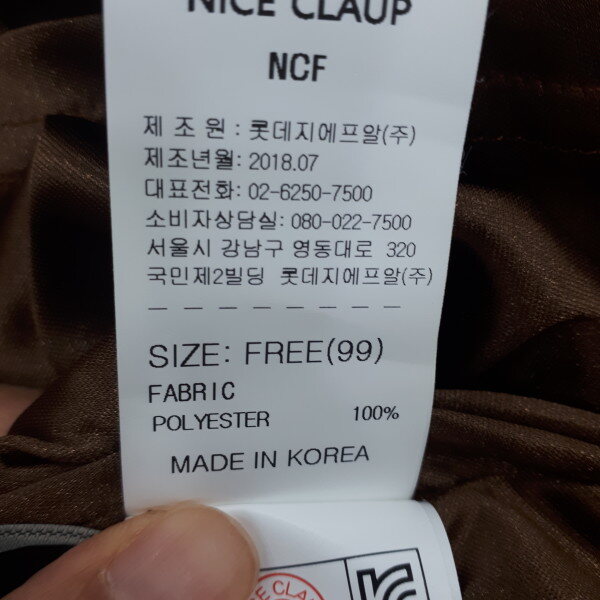 NICE CLAUP
NCF
제 조 원 : 롯데지에프알(주)
제조년월: 2018.07
대표전화: 02-6250-7500
소비자상담실: 080-022-7500
서울시 강남구 영동대로 320
국민제2빌딩 롯데지에프알(주)
SIZE: FREE(99)
FABRIC
POLYESTER 100%
MADE IN KOREA
CLAU